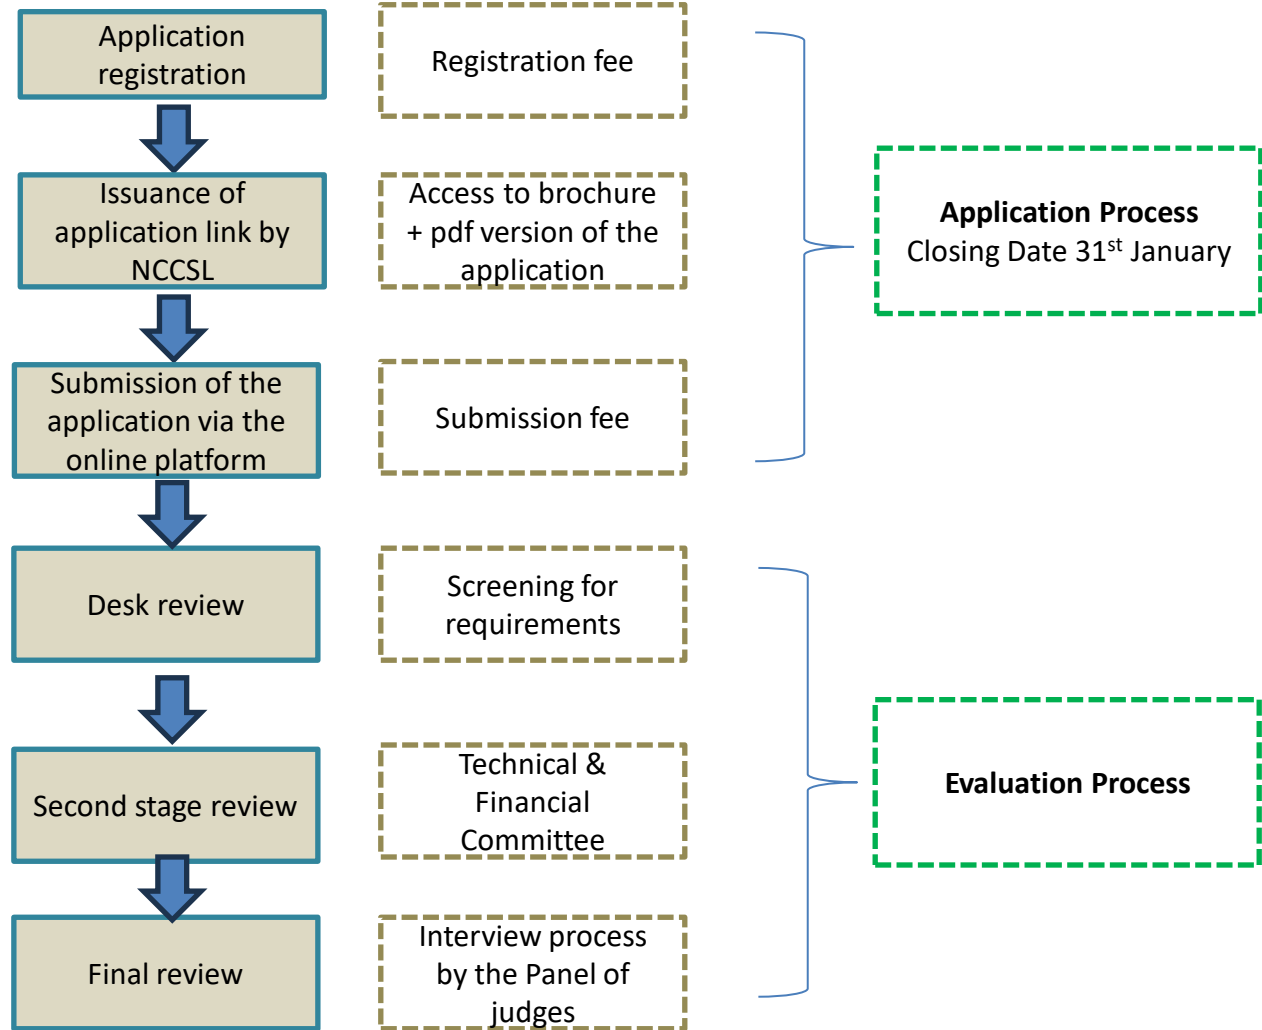 Application
registration
Registration fee
Issuance of
application link by
NCCSL
Access to brochure
+ pdf version of the
application
Application Process
Closing Date 31st January
Submission of the
application via the
online platform
Submission fee
Desk review
Screening for
requirements
Second stage review
Technical &
Financial
Committee
Evaluation Process
Final review
Interview process
by the Panel of
judges